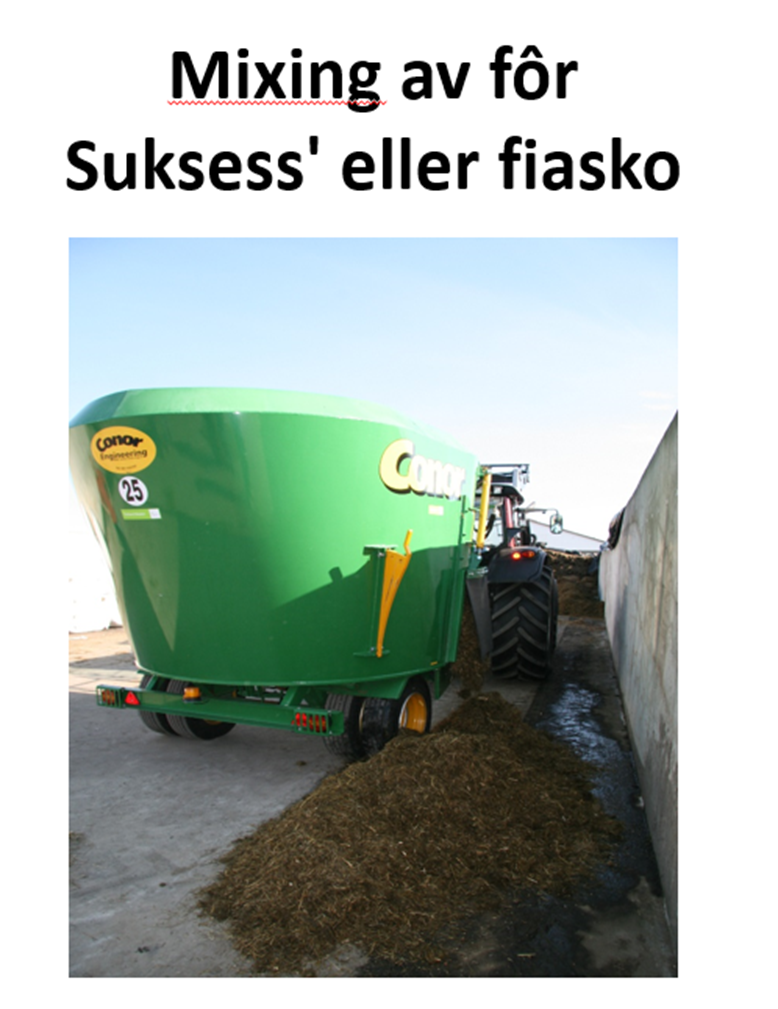 Mixing av fôr
Suksess' eller fiasko
Conor
Engineering
25
Conor